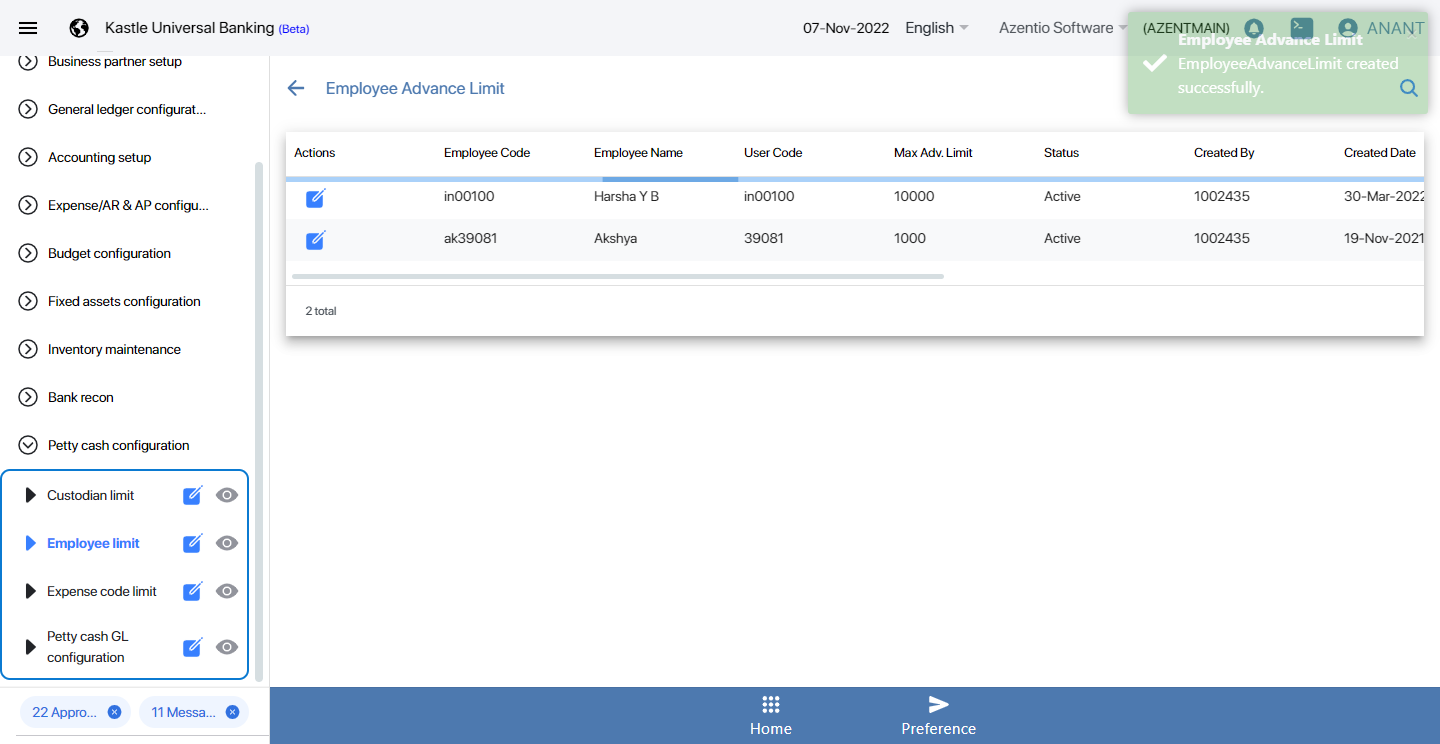 Kastle Universal Banking (Beta)
07-Nov-2022
English
Azentio Software
(AZENTMAIN)
ANANT
Employee Advance Limit
EmployeeAdvanceLimit created
successfully.
Business partner setup
General ledger configurat...
Accounting setup
Expense/AR & AP configu...
Budget configuration
Fixed assets configuration
Inventory maintenance
Bank recon
Petty cash configuration
Custodian limit
Employee limit
Expense code limit
Petty cash GL
configuration
22 Appro...
11 Messa...
Employee Advance Limit
Actions Employee Code Employee Name User Code Max Adv. Limit Status Created By Created Date
in00100 Harsha Y B in00100 10000 Active 1002435 30-Mar-2022
ak39081 Akshya 39081 1000 Active 1002435 19-Nov-2021
2 total
Home
Preference